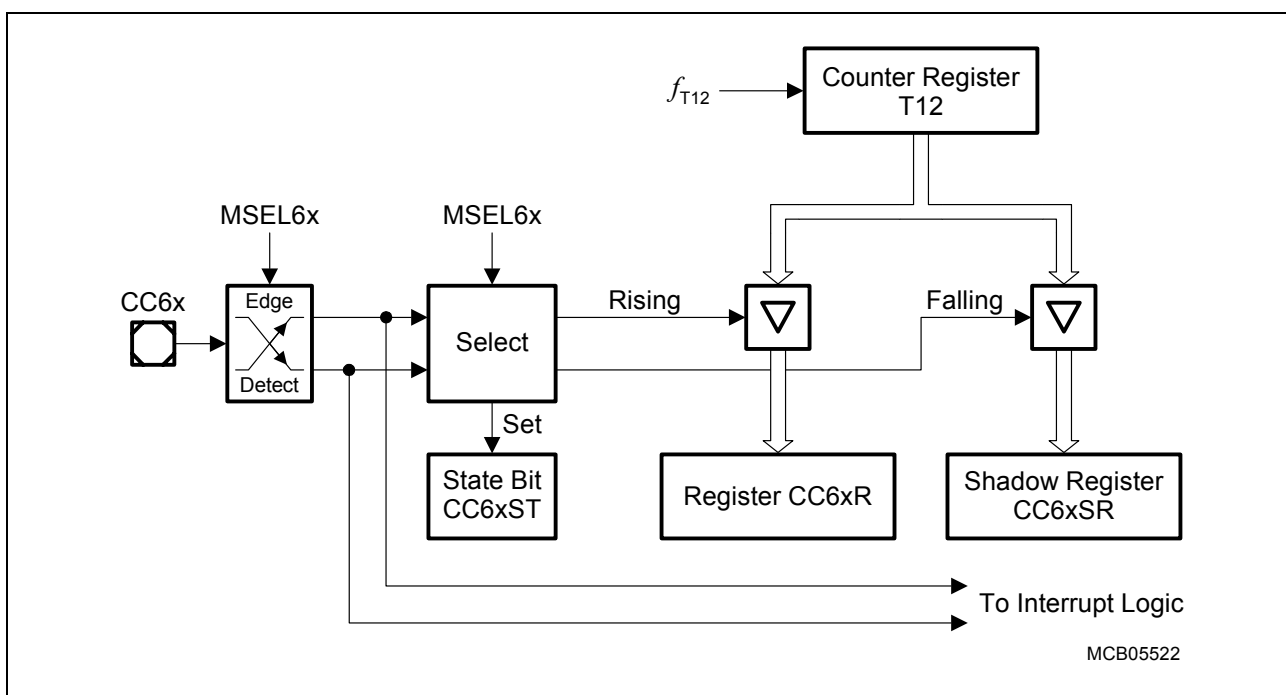 Counter Register
T12
fT12
MSEL6x
MSEL6x
CC6x
Edge
Detect
Select
Rising
Falling
Set
State Bit
CC6xST
Register CC6xR
Shadow Register
CC6xSR
To Interrupt Logic
MCB05522